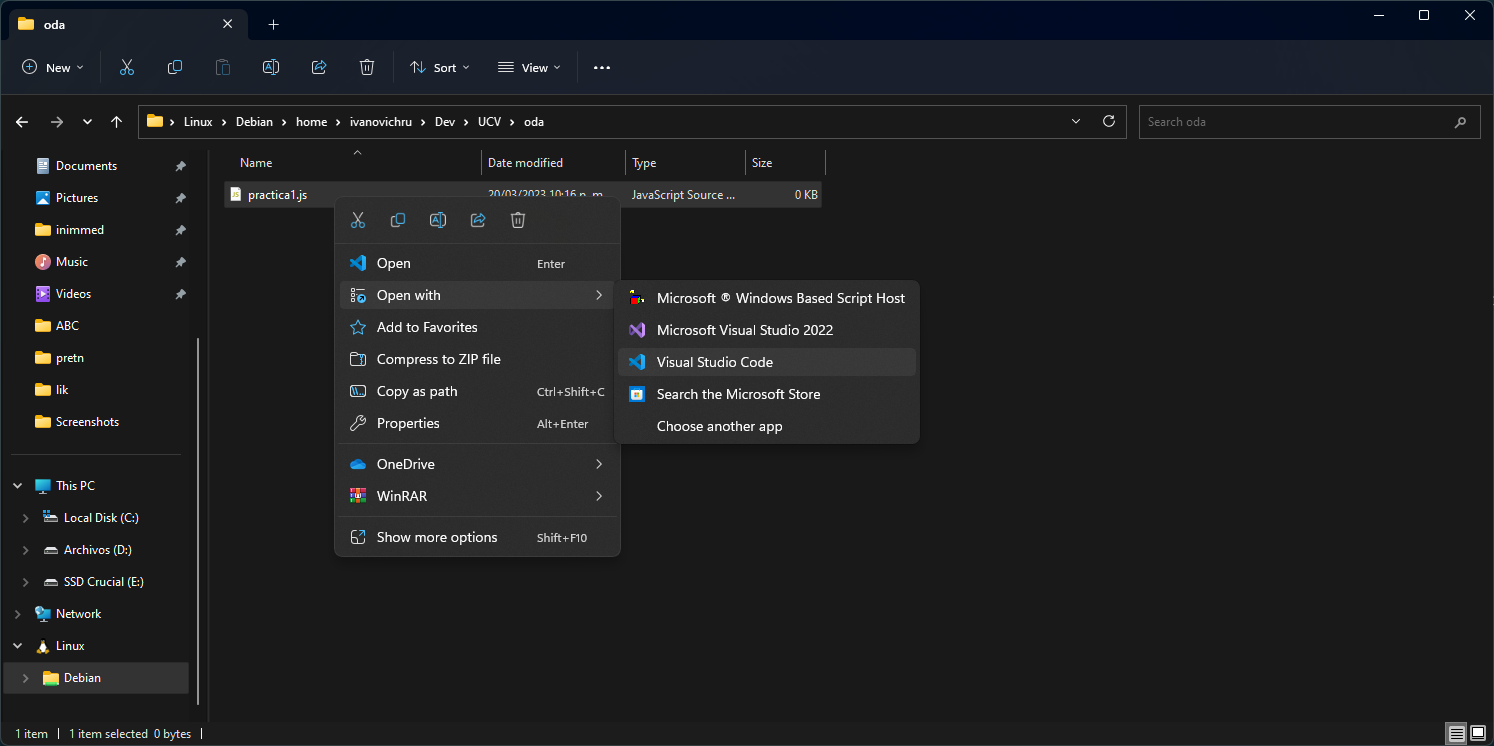 oda
New
Sort
View
Linux Debian home ivanovichru Dev UCV oda
Search oda
Documents
Pictures
inimmed
Music
Videos
ABC
pretn
lik
Screenshots
This PC
Local Disk (C:)
Archivos (D:)
SSD Crucial (E:)
Network
Linux
Debian
Name Date modified Type Size
practica1.js 20/03/2023 10:16 p. m. JavaScript Source ... 0 KB
Open Enter
Open with
Add to Favorites
Compress to ZIP file
Copy as path Ctrl+Shift+C
Properties Alt+Enter
OneDrive
WinRAR
Show more options Shift+F10
Microsoft ® Windows Based Script Host
Microsoft Visual Studio 2022
Visual Studio Code
Search the Microsoft Store
Choose another app
1 item 1 item selected 0 bytes